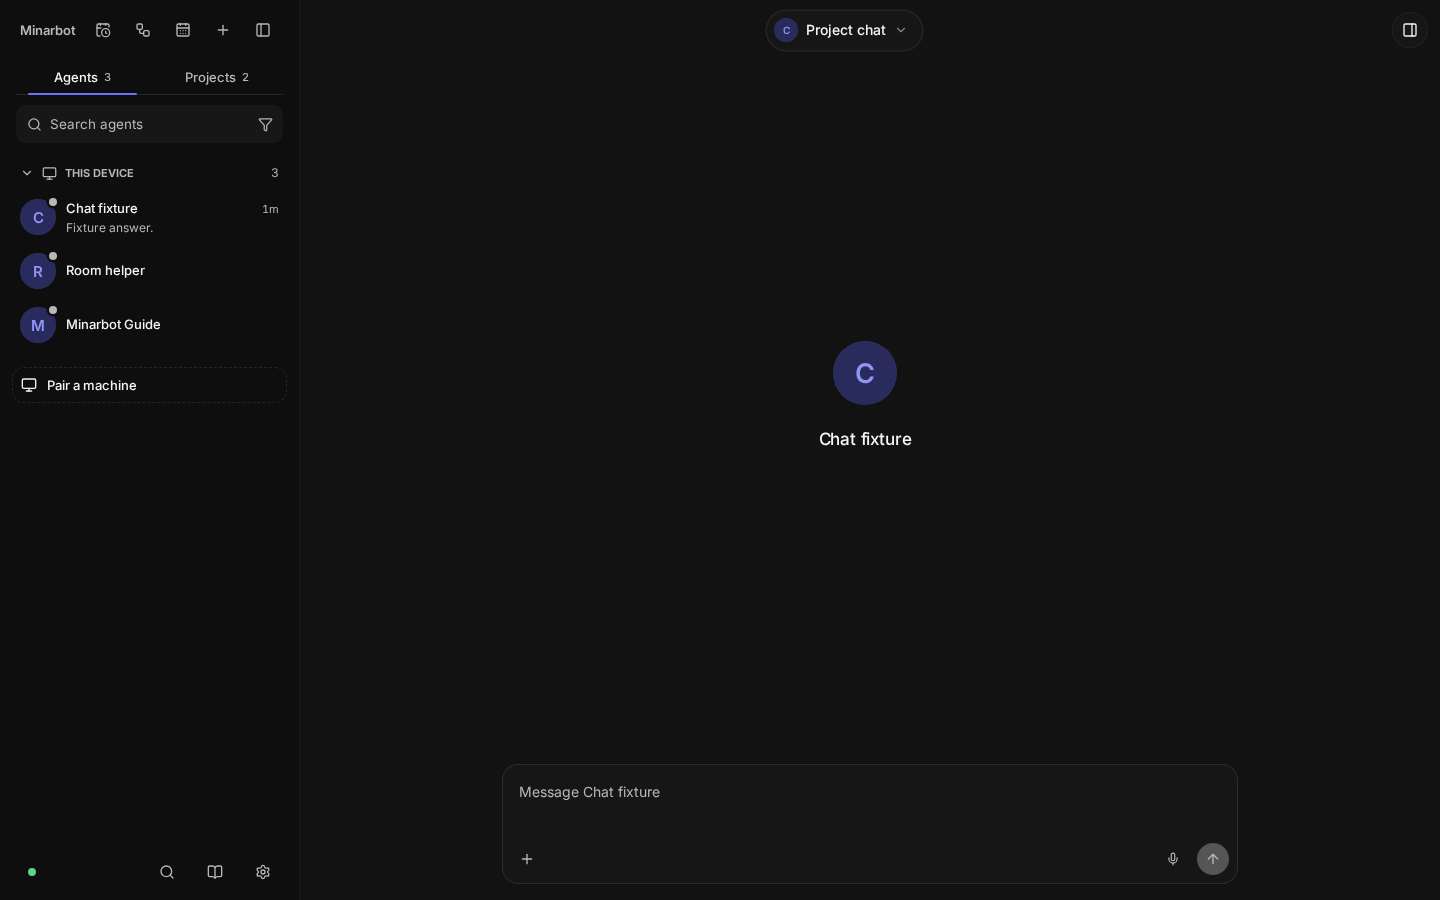 Minarbot
Agents 3
Projects 2
Search agents
THIS DEVICE 3
C
Chat fixture 1m
Fixture answer.
R
Room helper
M
Minarbot Guide
Pair a machine
C Project chat
C
Chat fixture
Message Chat fixture